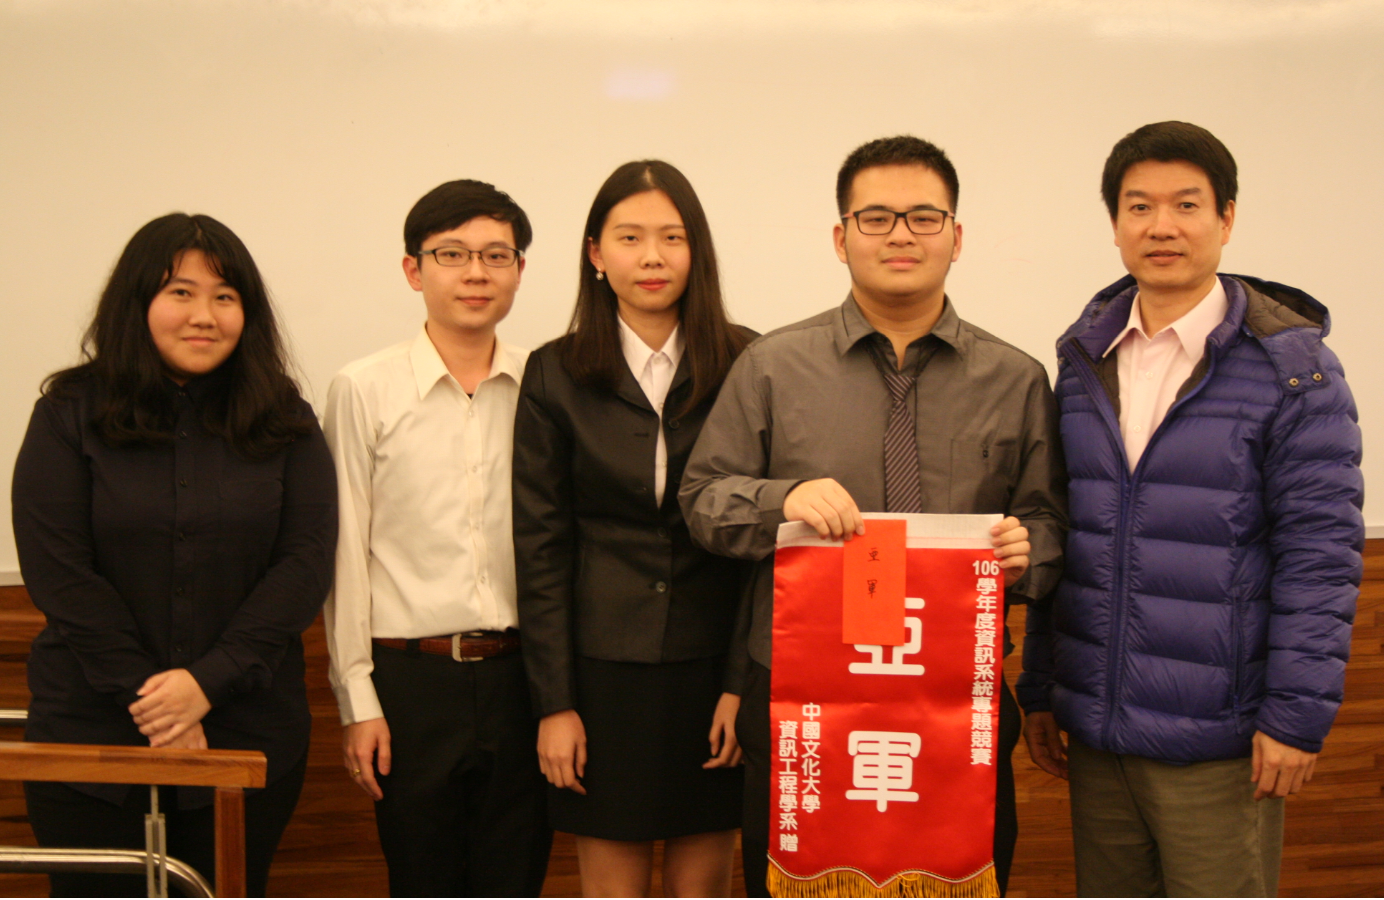 106學年度資訊系統專題競賽
亞軍
亞軍
中國文化大學
資訊工程學系 贈